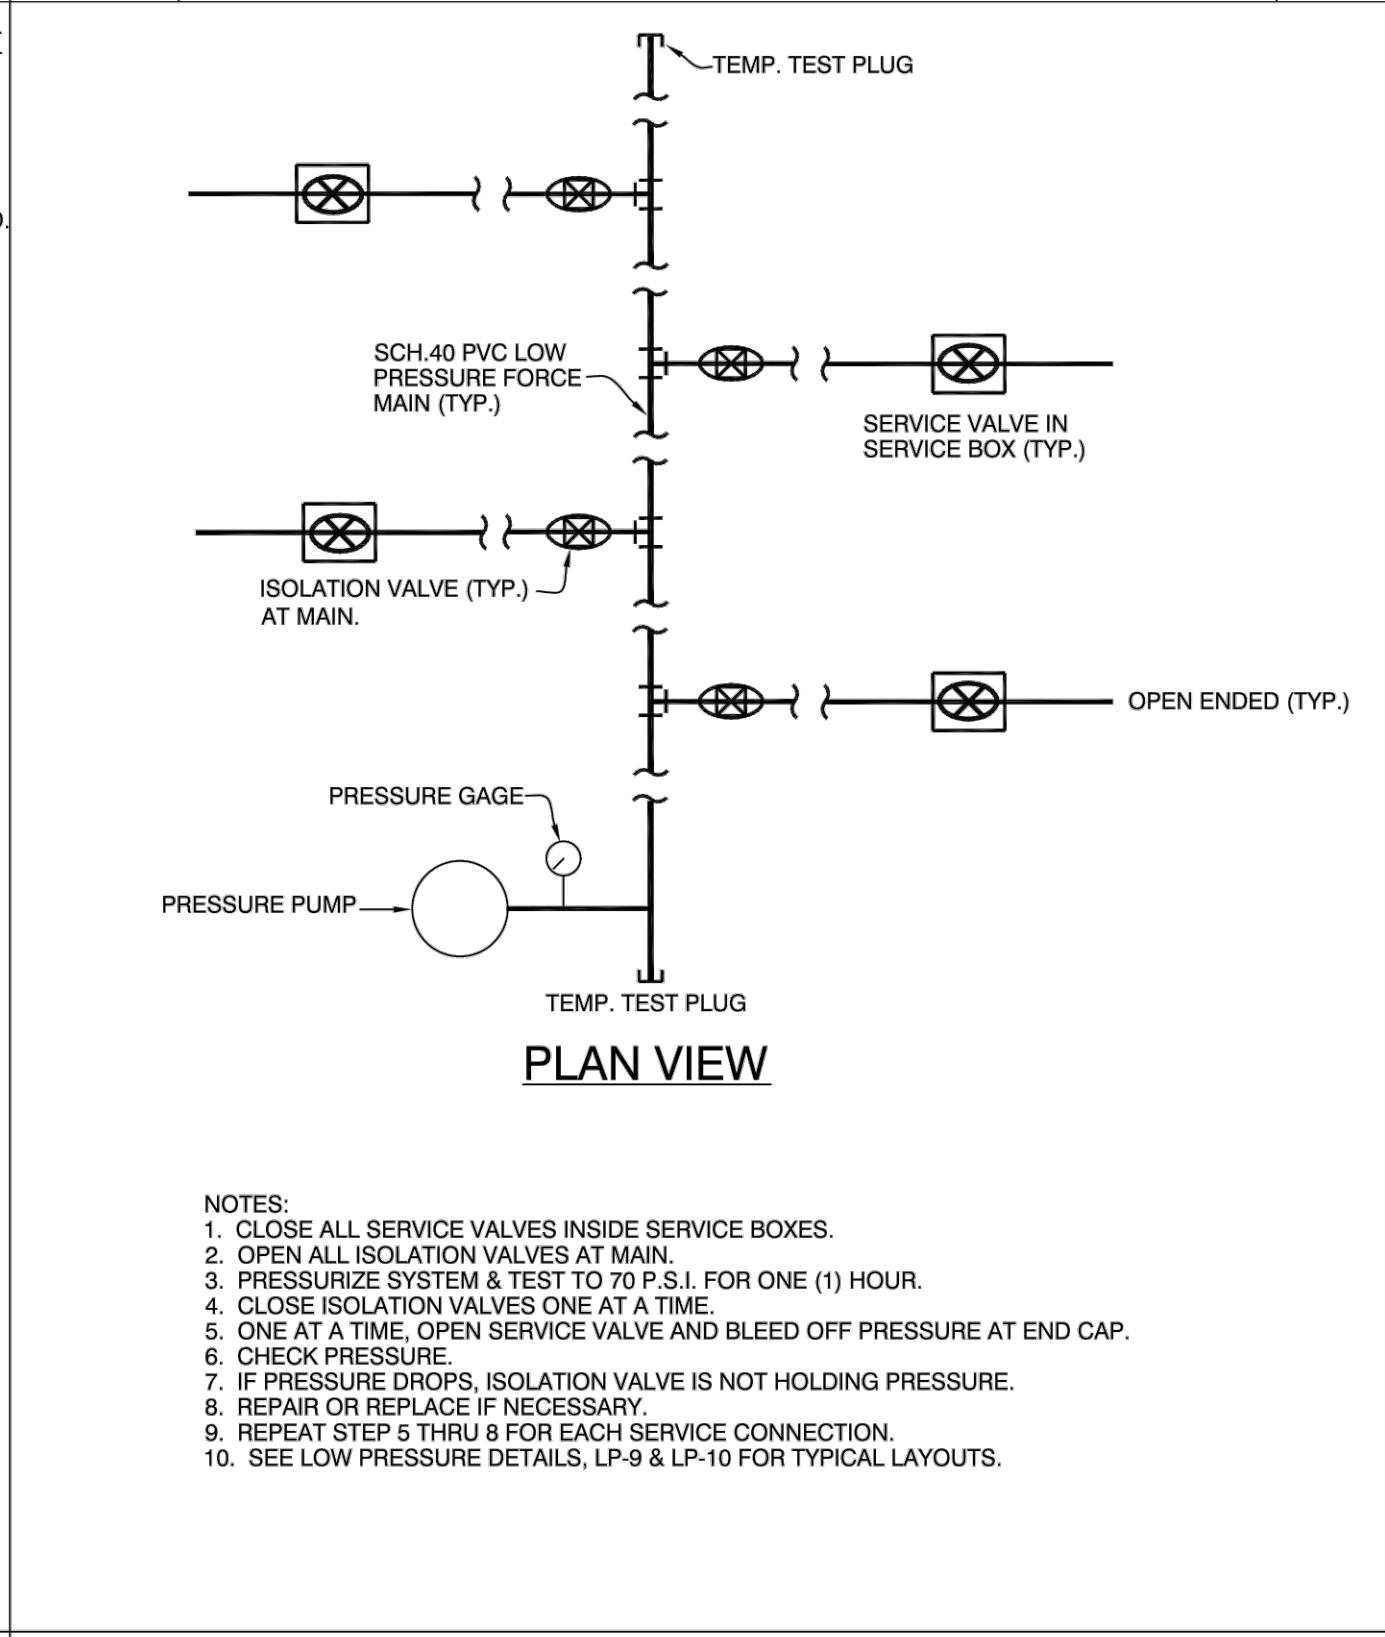 TEMP. TEST PLUG
SCH.40 PVC LOW
PRESSURE FORCE
MAIN (TYP.)
SERVICE VALVE IN
SERVICE BOX (TYP.)
ISOLATION VALVE (TYP.)
AT MAIN.
OPEN ENDED (TYP.)
PRESSURE GAGE
PRESSURE PUMP
TEMP. TEST PLUG
PLAN VIEW
NOTES:
1. CLOSE ALL SERVICE VALVES INSIDE SERVICE BOXES.
2. OPEN ALL ISOLATION VALVES AT MAIN.
3. PRESSURIZE SYSTEM & TEST TO 70 P.S.I. FOR ONE (1) HOUR.
4. CLOSE ISOLATION VALVES ONE AT A TIME.
5. ONE AT A TIME, OPEN SERVICE VALVE AND BLEED OFF PRESSURE AT END CAP.
6. CHECK PRESSURE.
7. IF PRESSURE DROPS, ISOLATION VALVE IS NOT HOLDING PRESSURE.
8. REPAIR OR REPLACE IF NECESSARY.
9. REPEAT STEP 5 THRU 8 FOR EACH SERVICE CONNECTION.
10. SEE LOW PRESSURE DETAILS, LP-9 & LP-10 FOR TYPICAL LAYOUTS.